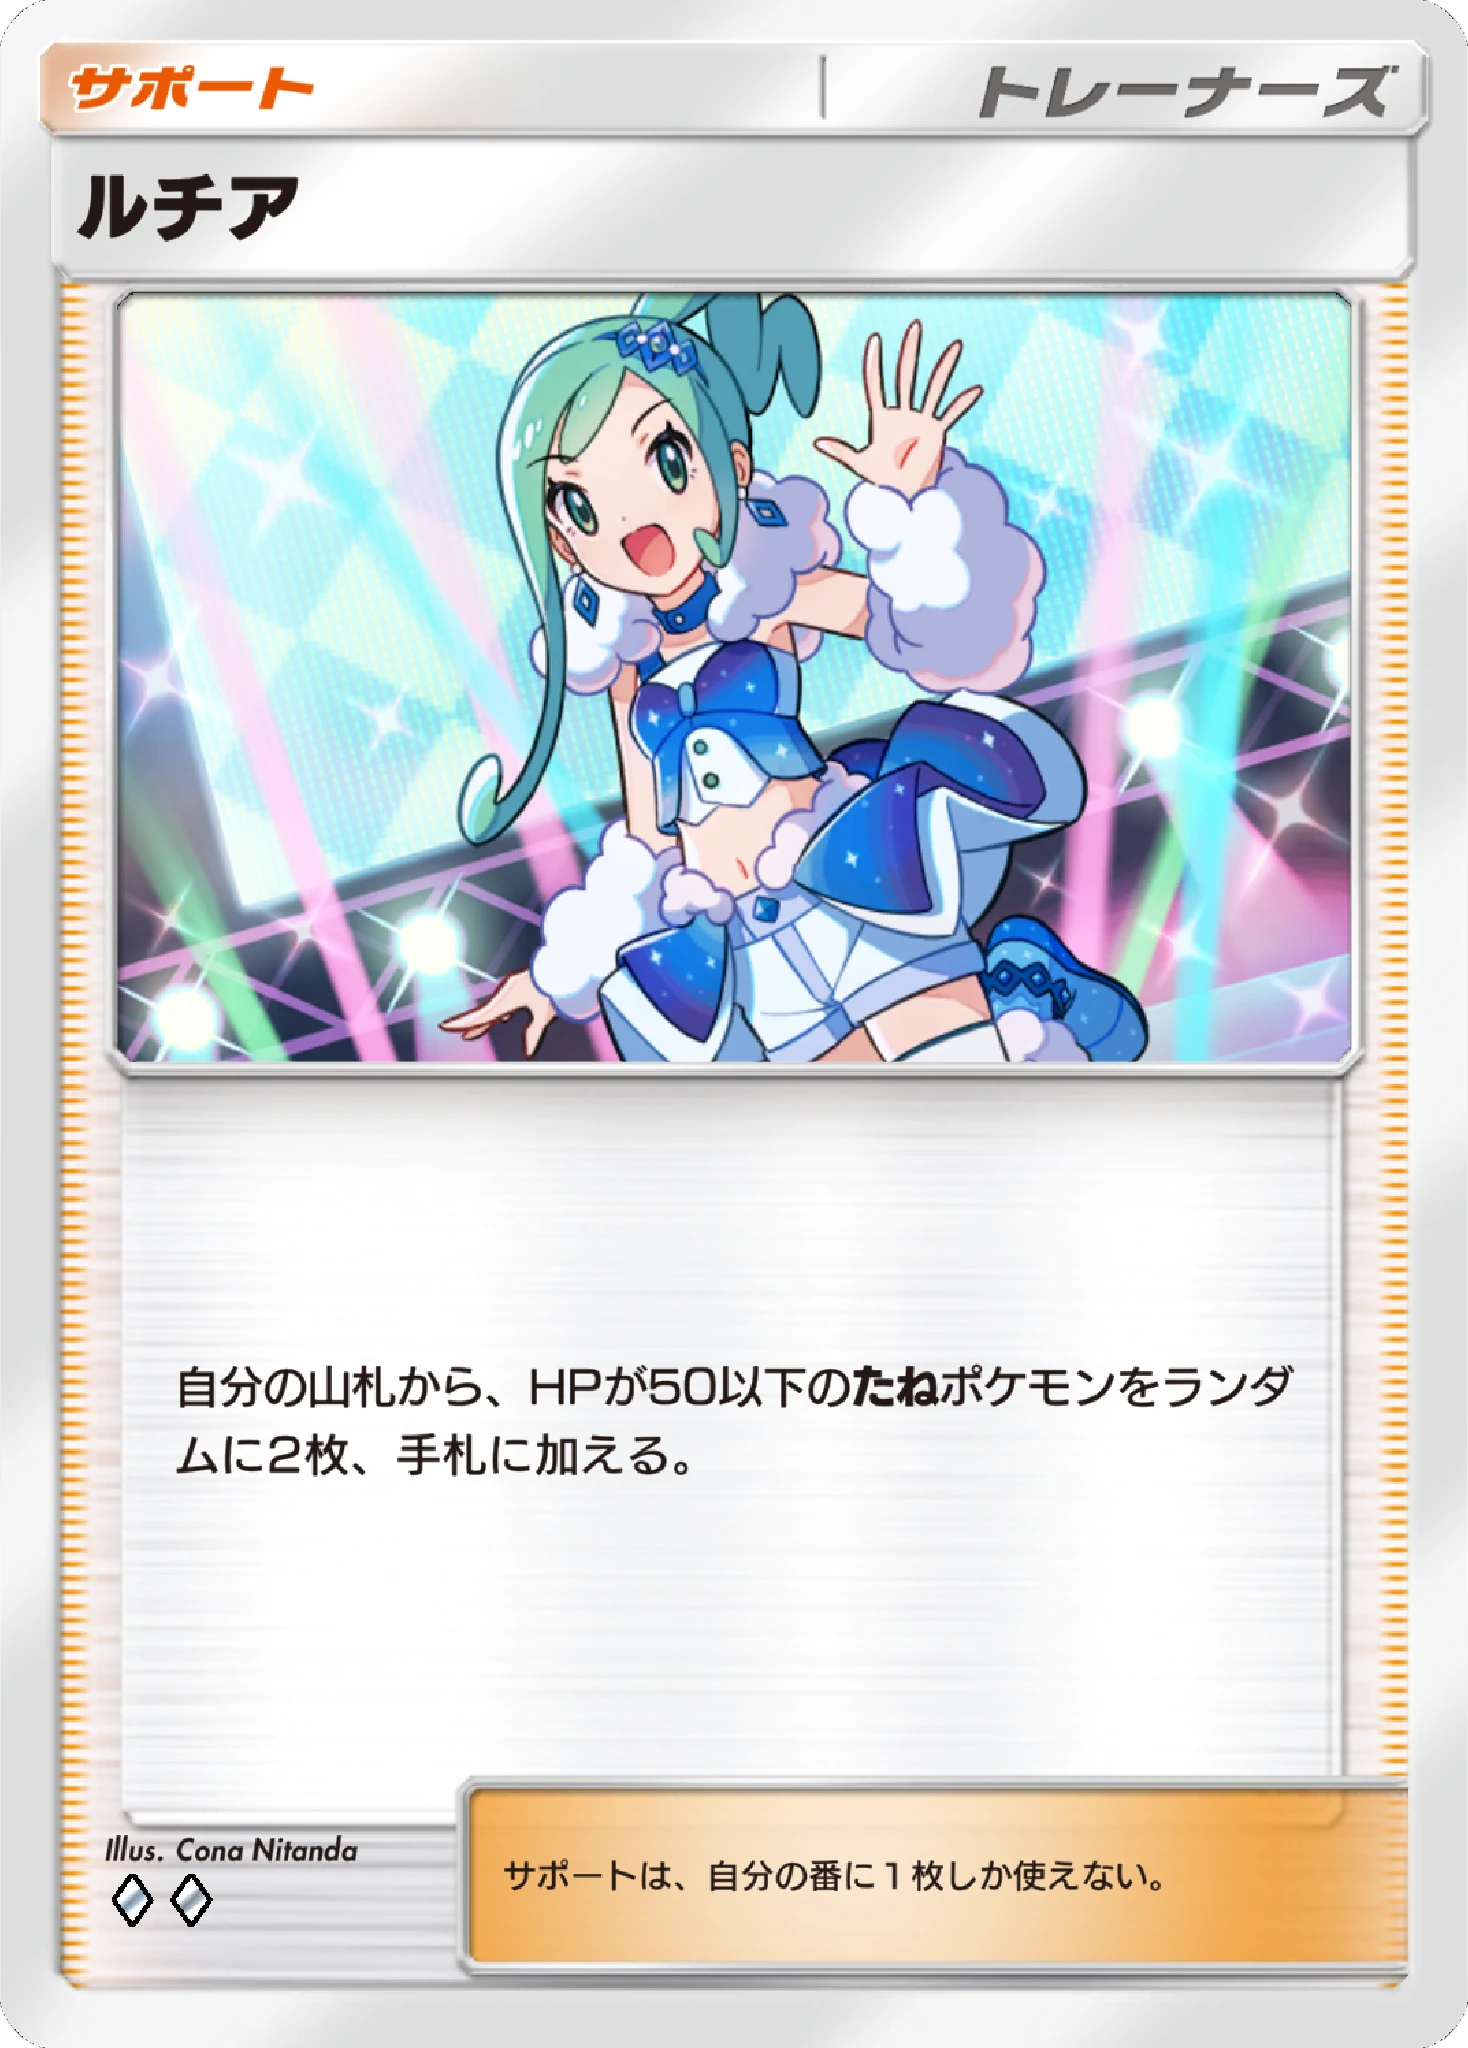 サポート
トレーナーズ
ルチア
自分の山札から、HPが50以下のたねポケモンをランダ
ムに2枚、手札に加える。
Illus. Cona Nitanda
サポートは、自分の番に1枚しか使えない。